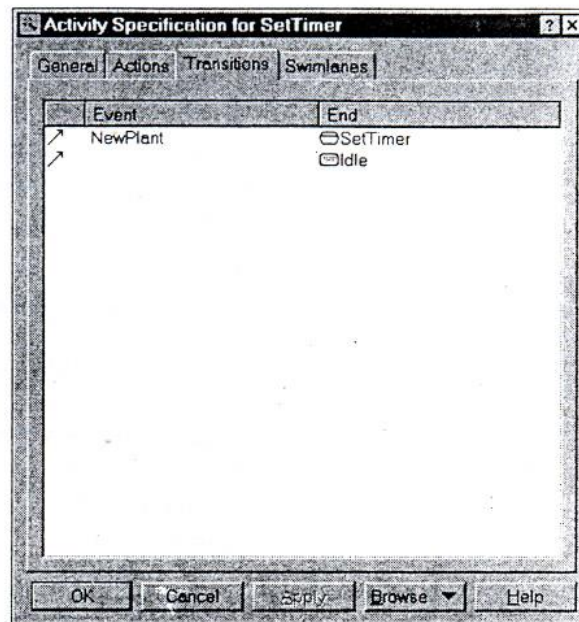 Activity Specification for SetTimer
General Actions Transitions Swimlanes
Event End
NewPlant SetTimer
Idle
OK Cancel Apply Browse Help